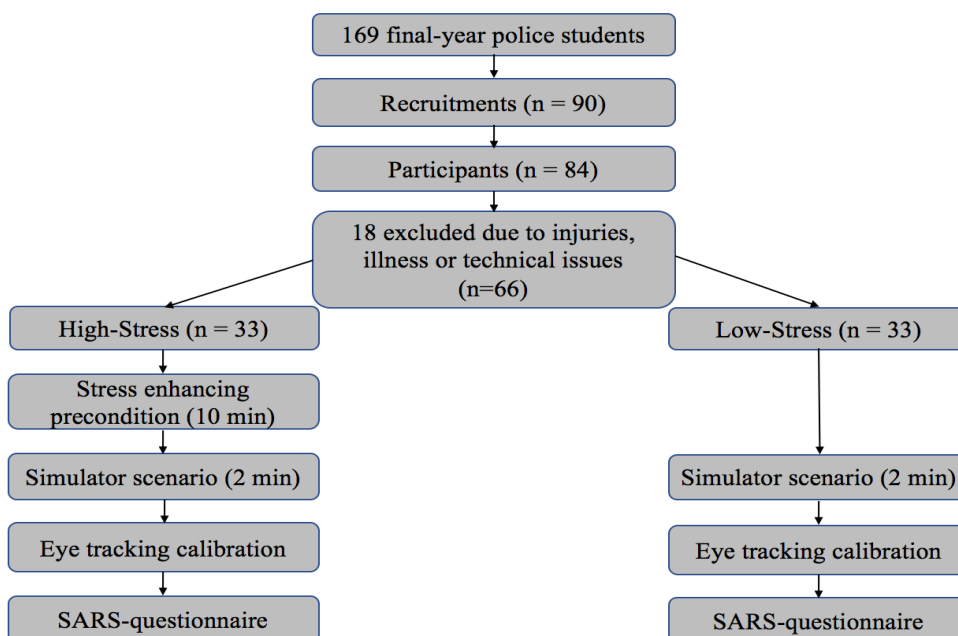 169 final-year police students
Recruitments (n = 90)
Participants (n = 84)
18 excluded due to injuries,
illness or technical issues
(n=66)
High-Stress (n = 33)
Stress enhancing
precondition (10 min)
Simulator scenario (2 min)
Eye tracking calibration
SARS-questionnaire
Low-Stress (n = 33)
Simulator scenario (2 min)
Eye tracking calibration
SARS-questionnaire